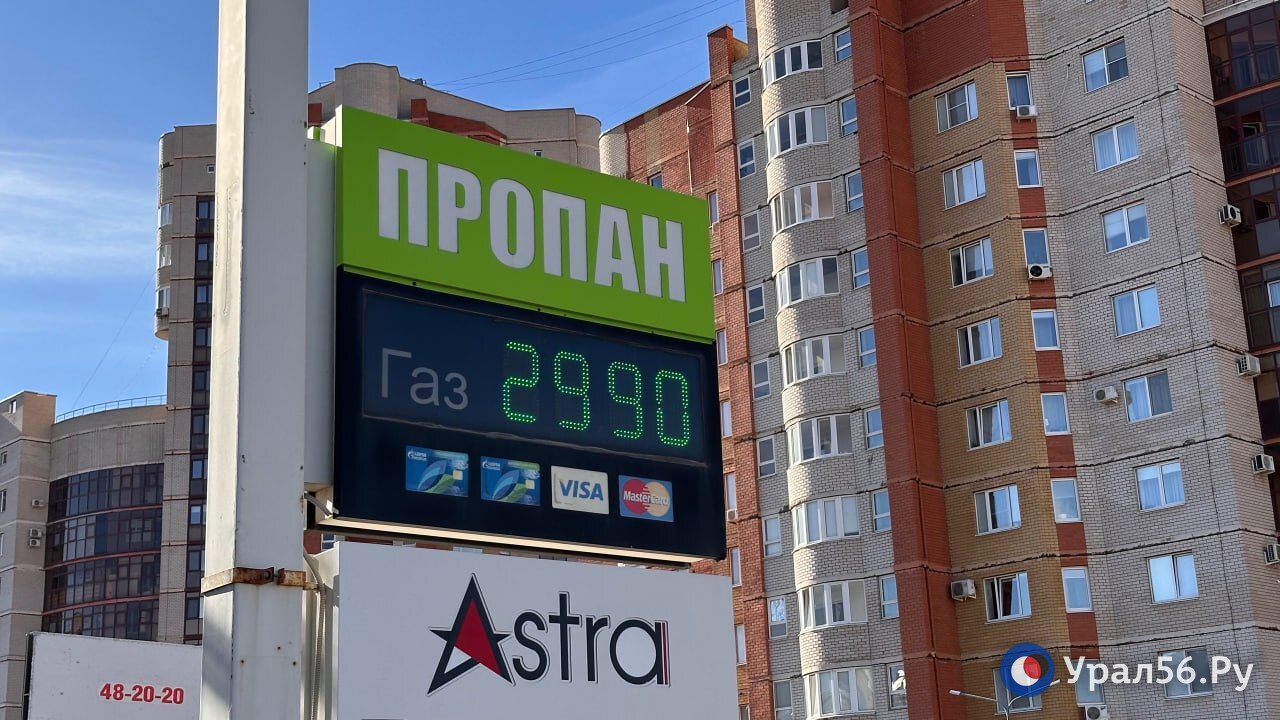 ПРОПАН
Газ 2990
VISA
MasterCard
Astra
48-20-20
Урал56.Ру